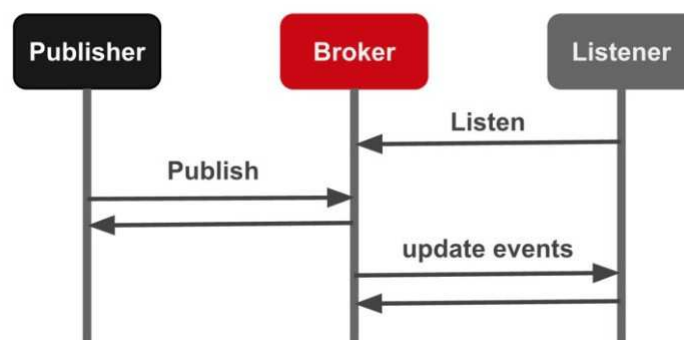 Publisher
Broker
Listener
Listen
Publish
update events